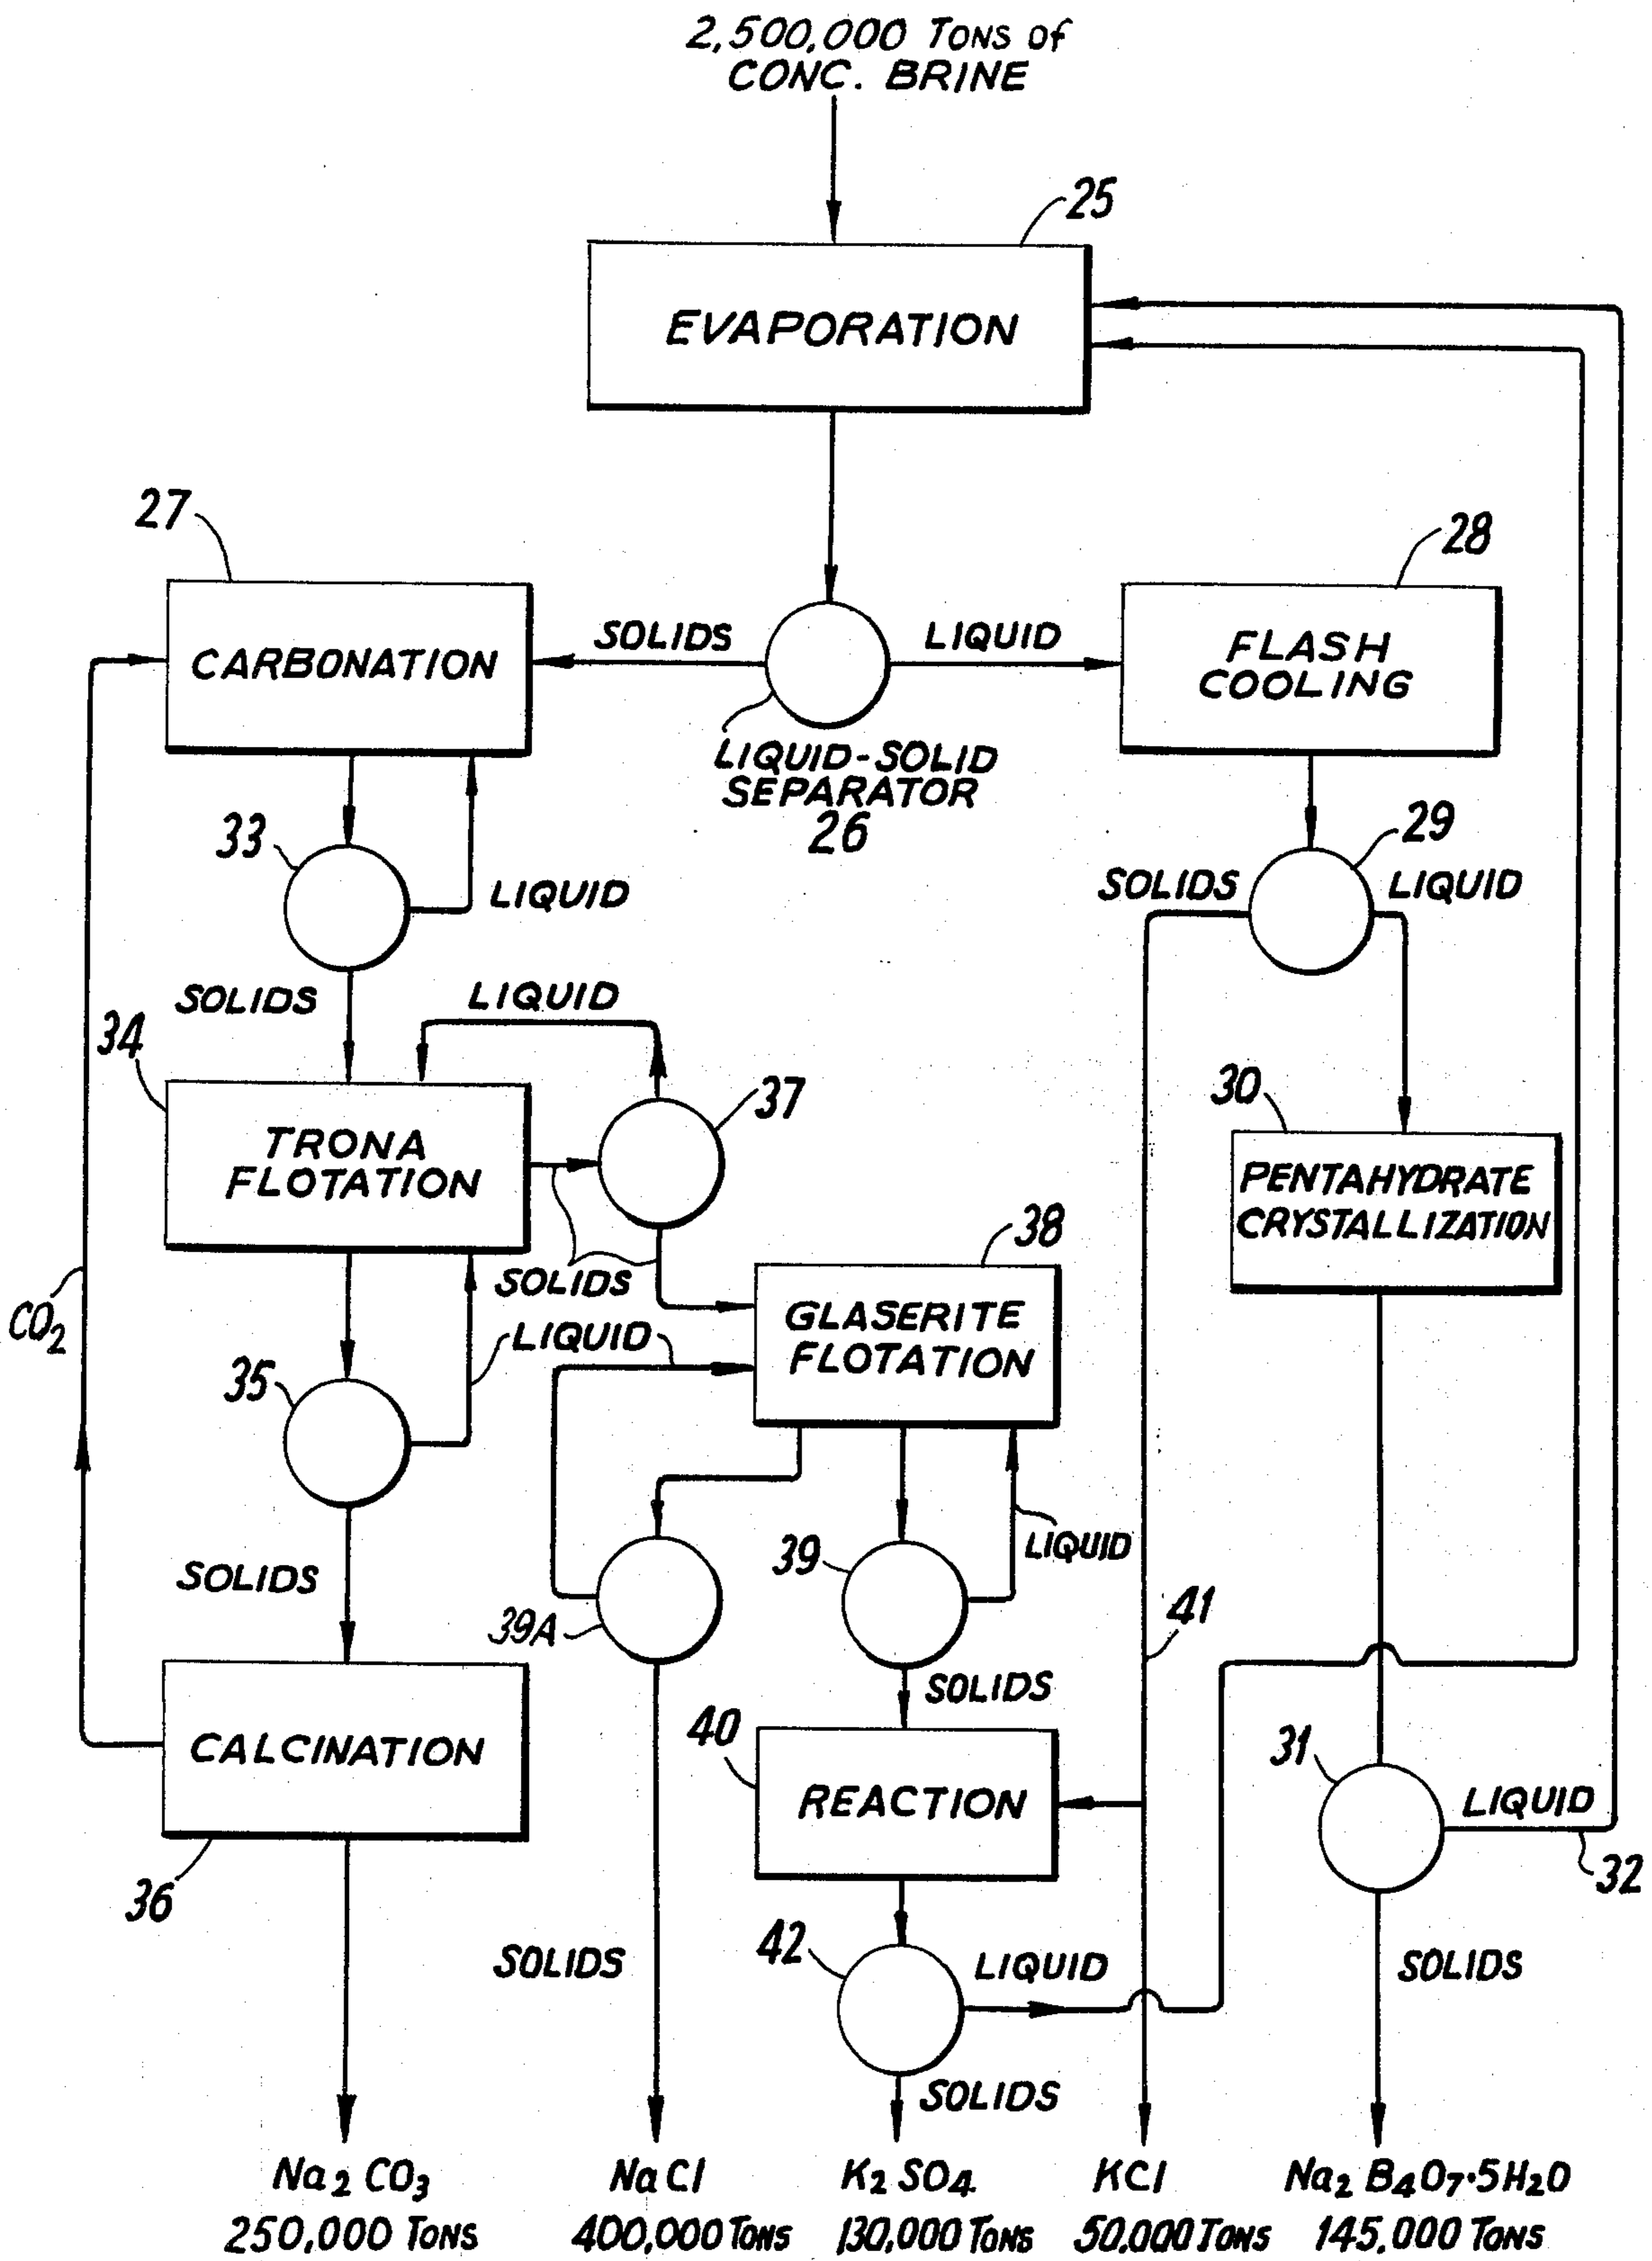 2,500,000 TONS Of
CONC. BRINE
25
EVAPORATION
27
28
CARBONATION
SOLIDS
LIQUID
FLASH
COOLING
LIQUID-SOLID
SEPARATOR
26
33
LIQUID
29
SOLIDS
LIQUID
SOLIDS
LIQUID
34
37
30
TRONA
FLOTATION
PENTAHYDRATE
CRYSTALLIZATION
38
SOLIDS
CO2
GLASERITE
FLOTATION
LIQUID
35
LIQUID
39
SOLIDS
39A
41
SOLIDS
40
CALCINATION
REACTION
31
LIQUID
36
32
42
SOLIDS
LIQUID
SOLIDS
SOLIDS
Na2 CO3
NaCl
K2SO4
KCl
Na2 B4O7·5H2O
250,000 TONS
400,000 TONS
130,000 TONS
50,000 TONS
145,000 TONS